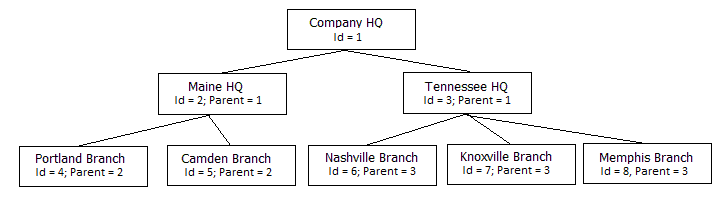 Company HQ
Id = 1
Maine HQ
Id = 2; Parent = 1
Tennessee HQ
Id = 3; Parent = 1
Portland Branch
Id = 4; Parent = 2
Camden Branch
Id = 5; Parent = 2
Nashville Branch
Id = 6; Parent = 3
Knoxville Branch
Id = 7; Parent = 3
Memphis Branch
Id = 8, Parent = 3